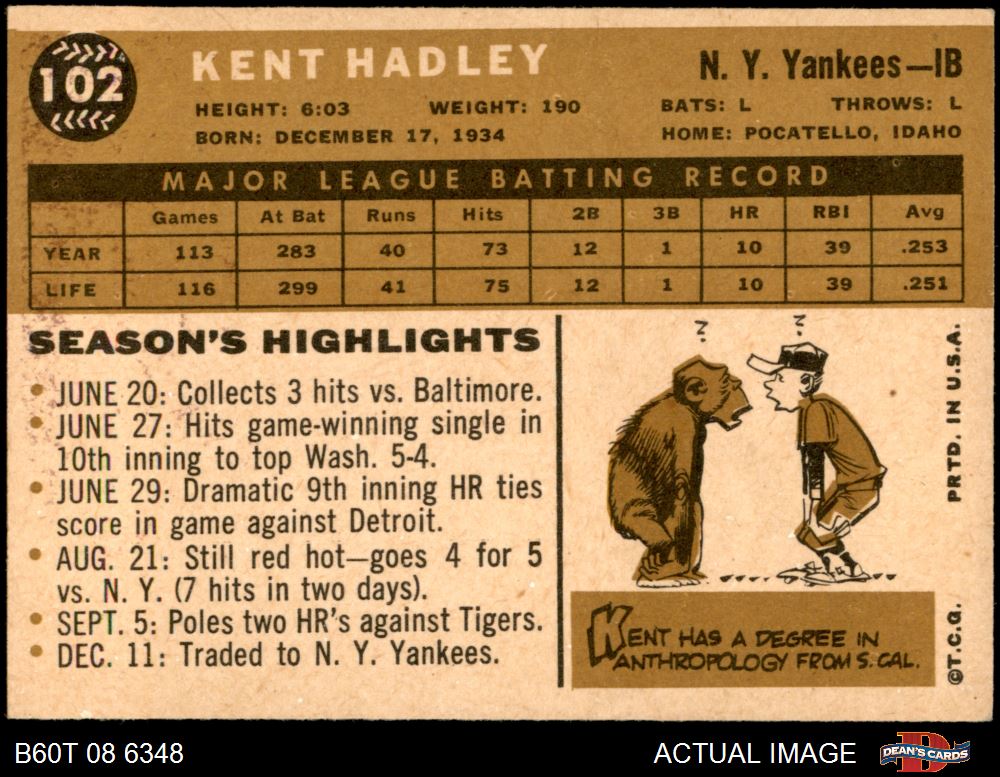 102
KENT HADLEY
N. Y. Yankees—IB
HEIGHT: 6:03 WEIGHT: 190 BATS: L THROWS: L
BORN: DECEMBER 17, 1934 HOME: POCATELLO, IDAHO
MAJOR LEAGUE BATTING RECORD
Games At Bat Runs Hits 2B 3B HR RBI Avg
YEAR 113 283 40 73 12 1 10 39 .253
LIFE 116 299 41 75 12 1 10 39 .251
SEASON'S HIGHLIGHTS
• JUNE 20: Collects 3 hits vs. Baltimore.
• JUNE 27: Hits game-winning single in
10th inning to top Wash. 5-4.
• JUNE 29: Dramatic 9th inning HR ties
score in game against Detroit.
• AUG. 21: Still red hot—goes 4 for 5
vs. N. Y. (7 hits in two days).
• SEPT. 5: Poles two HR's against Tigers.
• DEC. 11: Traded to N. Y. Yankees.
? ?
KENT HAS A DEGREE IN
ANTHROPOLOGY FROM S. CAL.
©T.C.G. PRTD. IN U.S.A.
B60T 08 6348 ACTUAL IMAGE DEAN'S CARDS